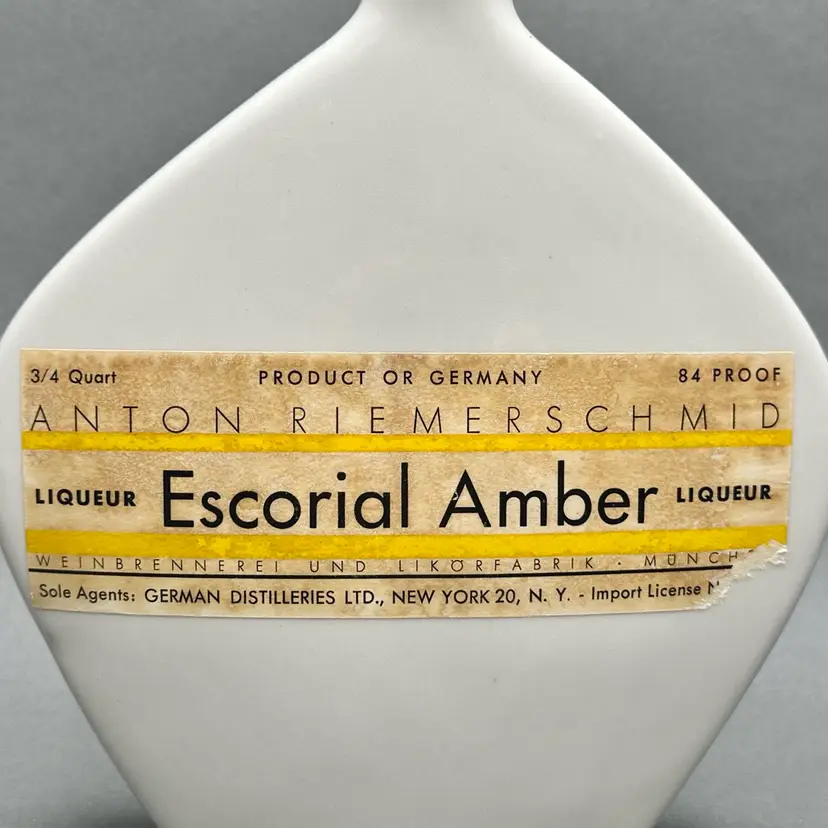 3/4 Quart PRODUCT OR GERMANY 84 PROOF
ANTON RIEMERSCHMID
LIQUEUR Escorial Amber LIQUEUR
WEINBRENNEREI UND LIKÖRFABRIK ·
Sole Agents: GERMAN DISTILLERIES LTD., NEW YORK 20, N. Y. - Import License